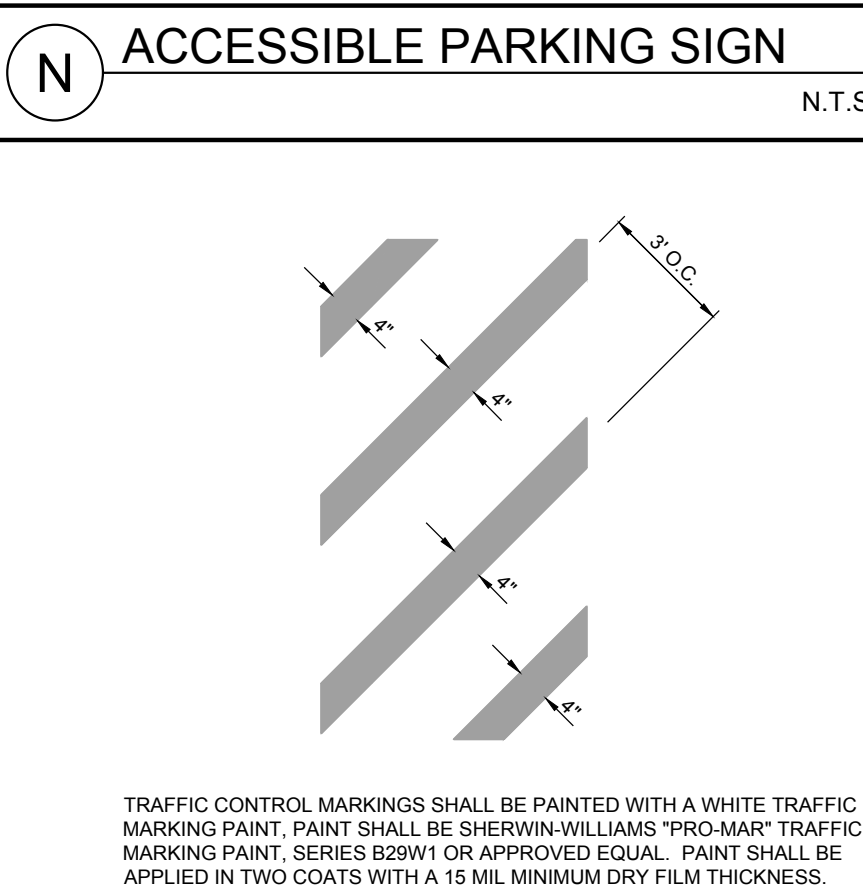 N
ACCESSIBLE PARKING SIGN
N.T.S
3' O.C.
4"
4"
4"
4"
TRAFFIC CONTROL MARKINGS SHALL BE PAINTED WITH A WHITE TRAFFIC
MARKING PAINT, PAINT SHALL BE SHERWIN-WILLIAMS "PRO-MAR" TRAFFIC
MARKING PAINT, SERIES B29W1 OR APPROVED EQUAL. PAINT SHALL BE
APPLIED IN TWO COATS WITH A 15 MIL MINIMUM DRY FILM THICKNESS.